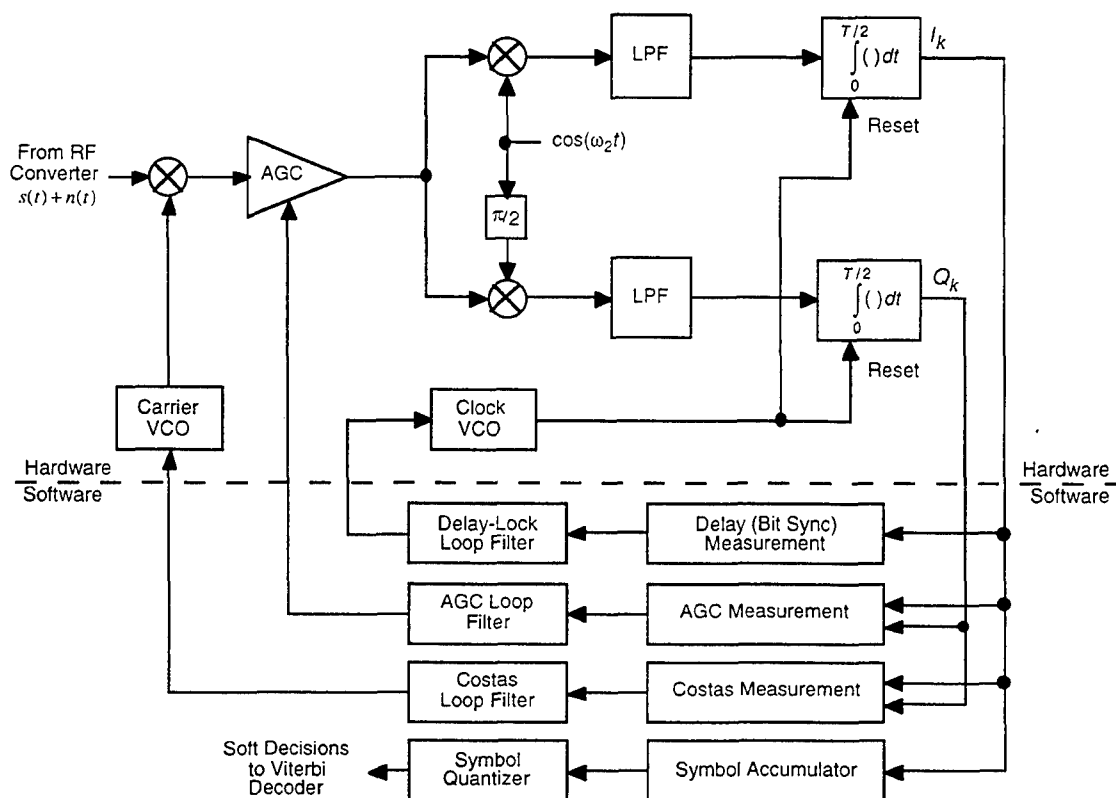 T/2
∫( )dt
0
I_k
LPF
Reset
cos(ω₂t)
From RF
Converter
s(t)+n(t)
AGC
π/2
T/2
∫( )dt
0
Q_k
LPF
Reset
Carrier
VCO
Clock
VCO
Hardware
Software
Hardware
Software
Delay-Lock
Loop Filter
Delay (Bit Sync)
Measurement
AGC Loop
Filter
AGC Measurement
Costas
Loop Filter
Costas Measurement
Soft Decisions
to Viterbi
Decoder
Symbol
Quantizer
Symbol Accumulator